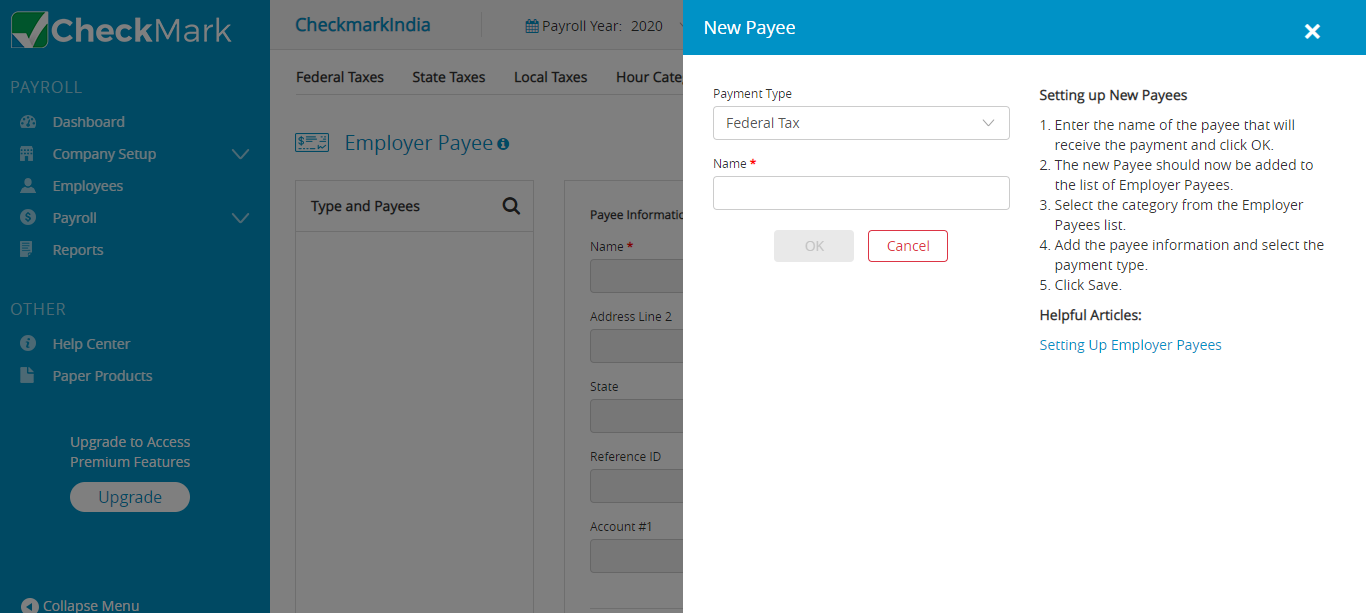 CheckMark
PAYROLL
Dashboard
Company Setup
Employees
Payroll
Reports
OTHER
Help Center
Paper Products
Upgrade to Access
Premium Features
Upgrade
Collapse Menu
CheckmarkIndia
Payroll Year: 2020
Federal Taxes State Taxes Local Taxes Hour Cate
Employer Payee
Type and Payees
Payee Informatio
Name *
Address Line 2
State
Reference ID
Account #1
New Payee
Payment Type
Federal Tax
Name *
OK Cancel
Setting up New Payees
1. Enter the name of the payee that will
receive the payment and click OK.
2. The new Payee should now be added to
the list of Employer Payees.
3. Select the category from the Employer
Payees list.
4. Add the payee information and select the
payment type.
5. Click Save.
Helpful Articles:
Setting Up Employer Payees